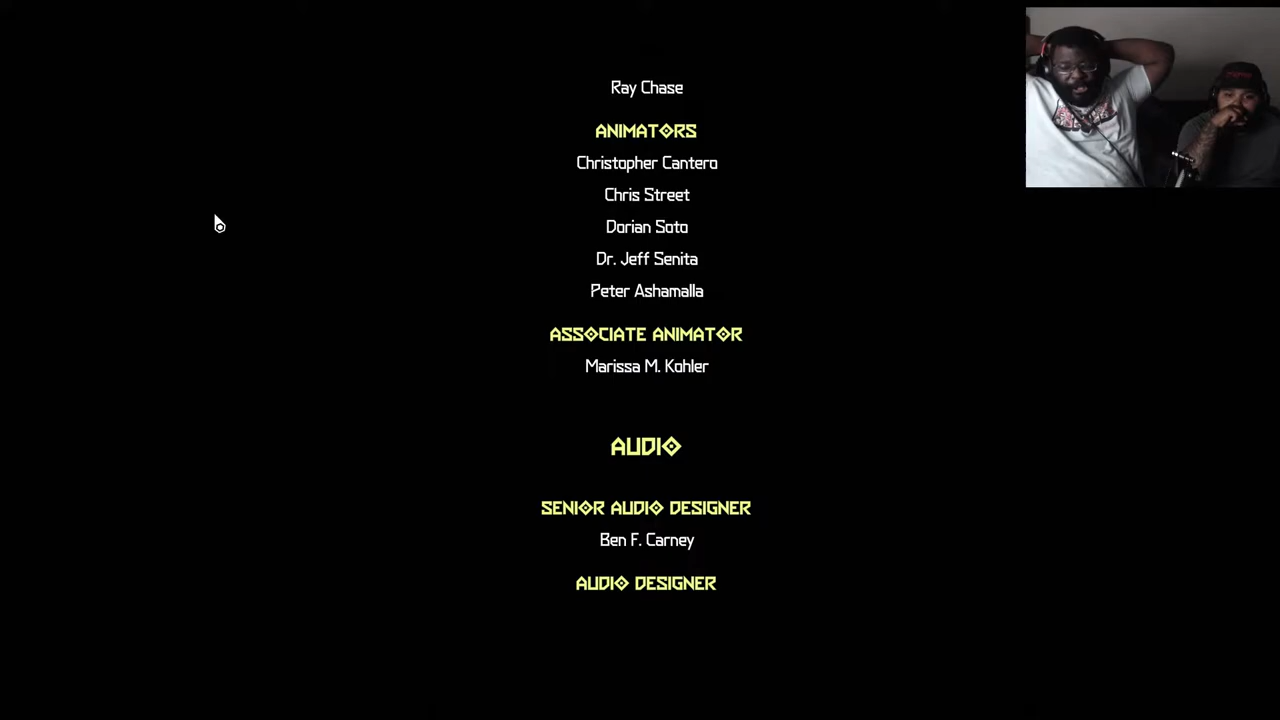 Ray Chase
ANIMATORS
Christopher Cantero
Chris Street
Dorian Soto
Dr. Jeff Senita
Peter Ashamalla
ASSOCIATE ANIMATOR
Marissa M. Kohler
AUDIO
SENIOR AUDIO DESIGNER
Ben F. Carney
AUDIO DESIGNER